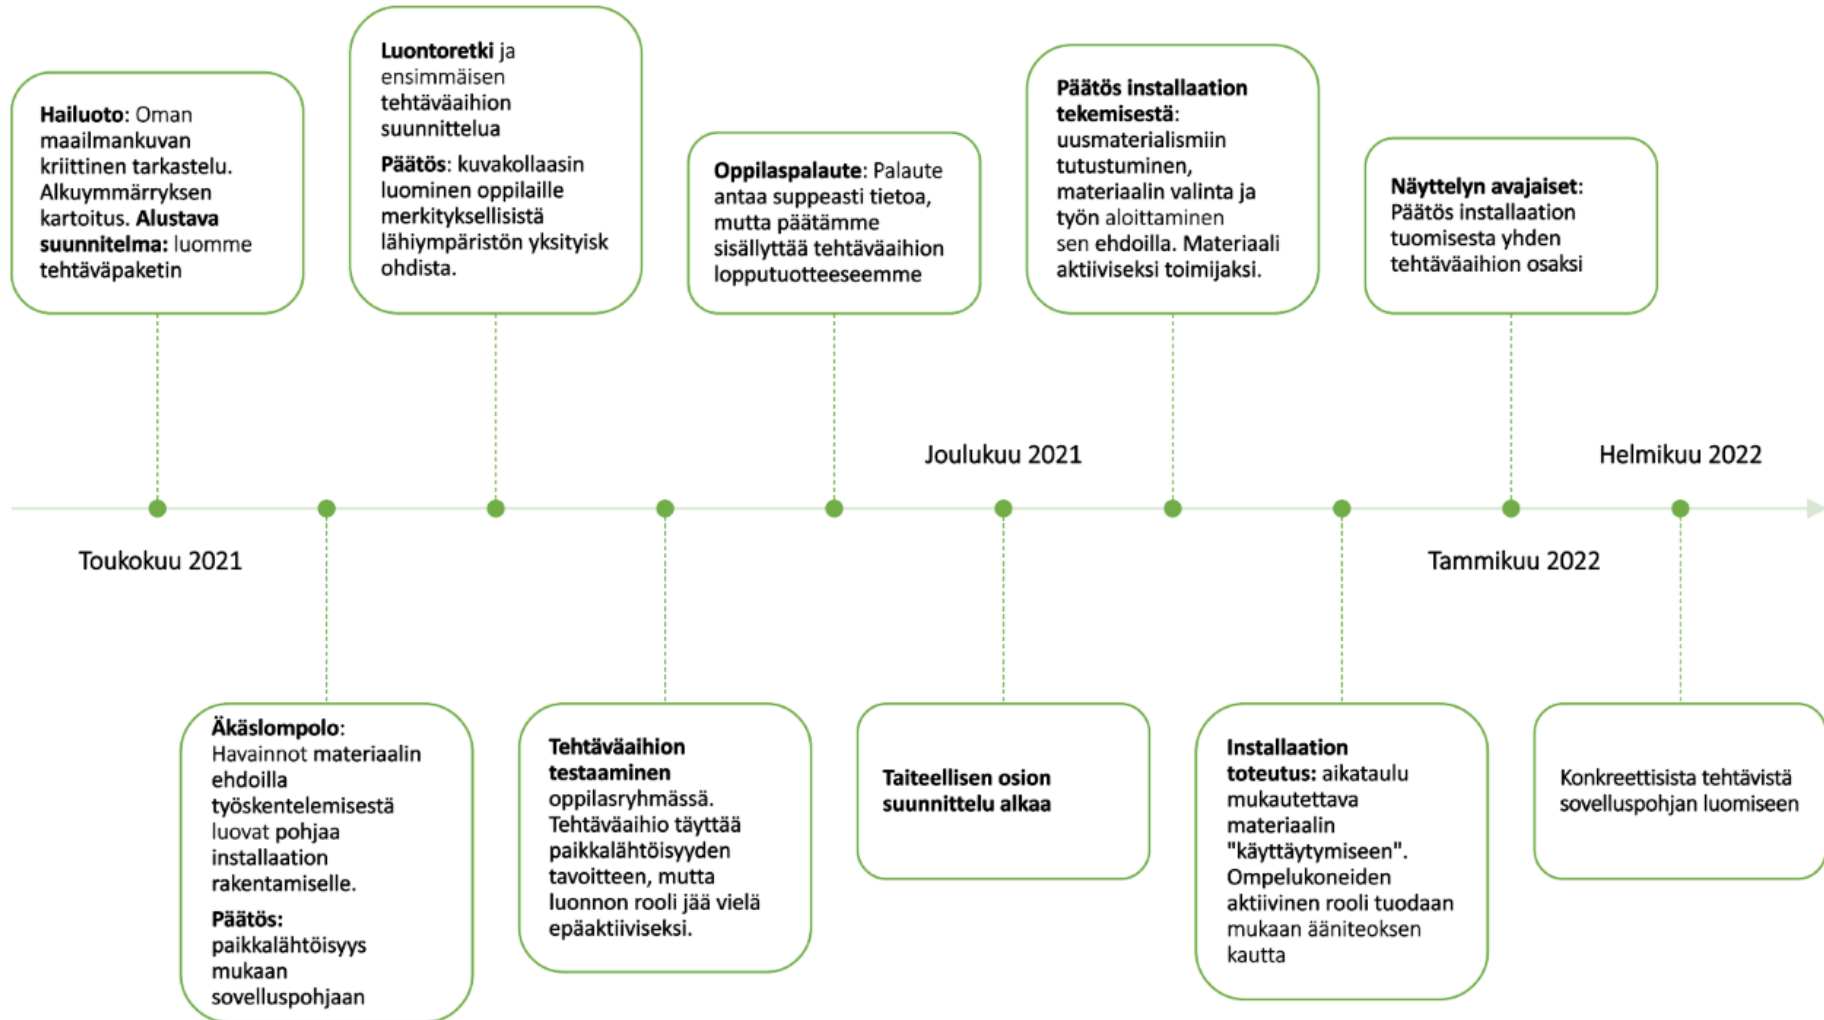 Hailuoto: Oman
maailmankuvan
kriittinen tarkastelu.
Alkuymmärryksen
kartoitus. Alustava
suunnitelma: luomme
tehtäväpaketin
Luontoretki ja
ensimmäisen
tehtäväaihion
suunnittelua
Päätös: kuvakollaasin
luominen oppilaille
merkityksellisistä
lähiympäristön yksityisk
ohdista.
Oppilaspalaute: Palaute
antaa suppeasti tietoa,
mutta päätämme
sisällyttää tehtäväaihion
lopputuotteeseemme
Päätös installaation
tekemisestä:
uusmaterialismiin
tutustuminen,
materiaalin valinta ja
työn aloittaminen
sen ehdoilla. Materiaali
aktiiviseksi toimijaksi.
Näyttelyn avajaiset:
Päätös installaation
tuomisesta yhden
tehtäväaihion osaksi
Joulukuu 2021
Helmikuu 2022
Toukokuu 2021
Tammikuu 2022
Äkäslompolo:
Havainnot materiaalin
ehdoilla
työskentelemisestä
luovat pohjaa
installaation
rakentamiselle.
Päätös:
paikkalähtöisyys
mukaan
sovelluspohjaan
Tehtäväaihion
testaaminen
oppilasryhmässä.
Tehtäväaihio täyttää
paikkalähtöisyyden
tavoitteen, mutta
luonnon rooli jää vielä
epäaktiiviseksi.
Taiteellisen osion
suunnittelu alkaa
Installaation
toteutus: aikataulu
mukautettava
materiaalin
"käyttäytymiseen".
Ompelukoneiden
aktiivinen rooli tuodaan
mukaan ääniteoksen
kautta
Konkreettisista tehtävistä
sovelluspohjan luomiseen